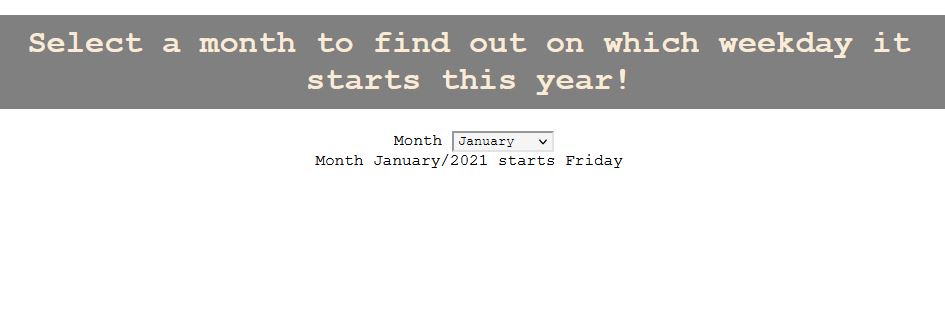 Select a month to find out on which weekday it
starts this year!
Month January
Month January/2021 starts Friday